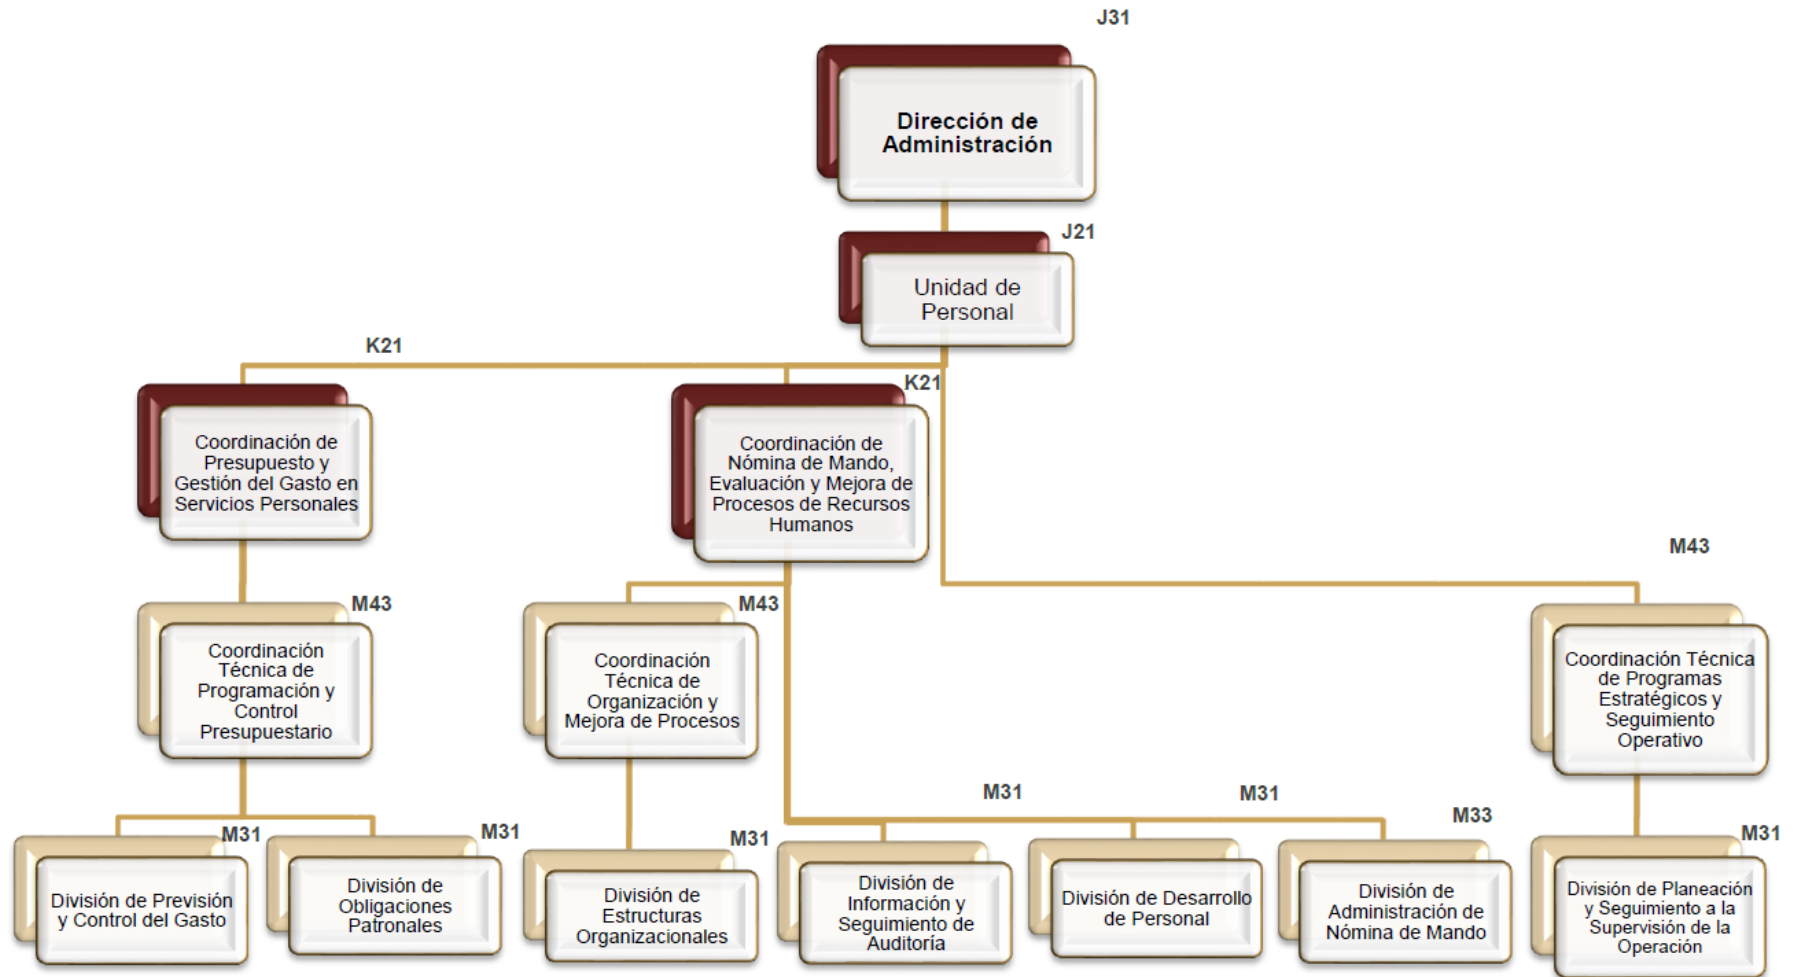 J31
Dirección de
Administración
J21
Unidad de
Personal
K21
K21
Coordinación de
Presupuesto y
Gestión del Gasto en
Servicios Personales
Coordinación de
Nómina de Mando,
Evaluación y Mejora de
Procesos de Recursos
Humanos
M43
M43
M43
Coordinación
Técnica de
Programación y
Control
Presupuestario
Coordinación
Técnica de
Organización y
Mejora de Procesos
Coordinación Técnica
de Programas
Estratégicos y
Seguimiento
Operativo
M31
M31
M31
M31
M31
M33
M31
División de Previsión
y Control del Gasto
División de
Obligaciones
Patronales
División de
Estructuras
Organizacionales
División de
Información y
Seguimiento de
Auditoría
División de Desarrollo
de Personal
División de
Administración de
Nómina de Mando
División de Planeación
y Seguimiento a la
Supervisión de la
Operación